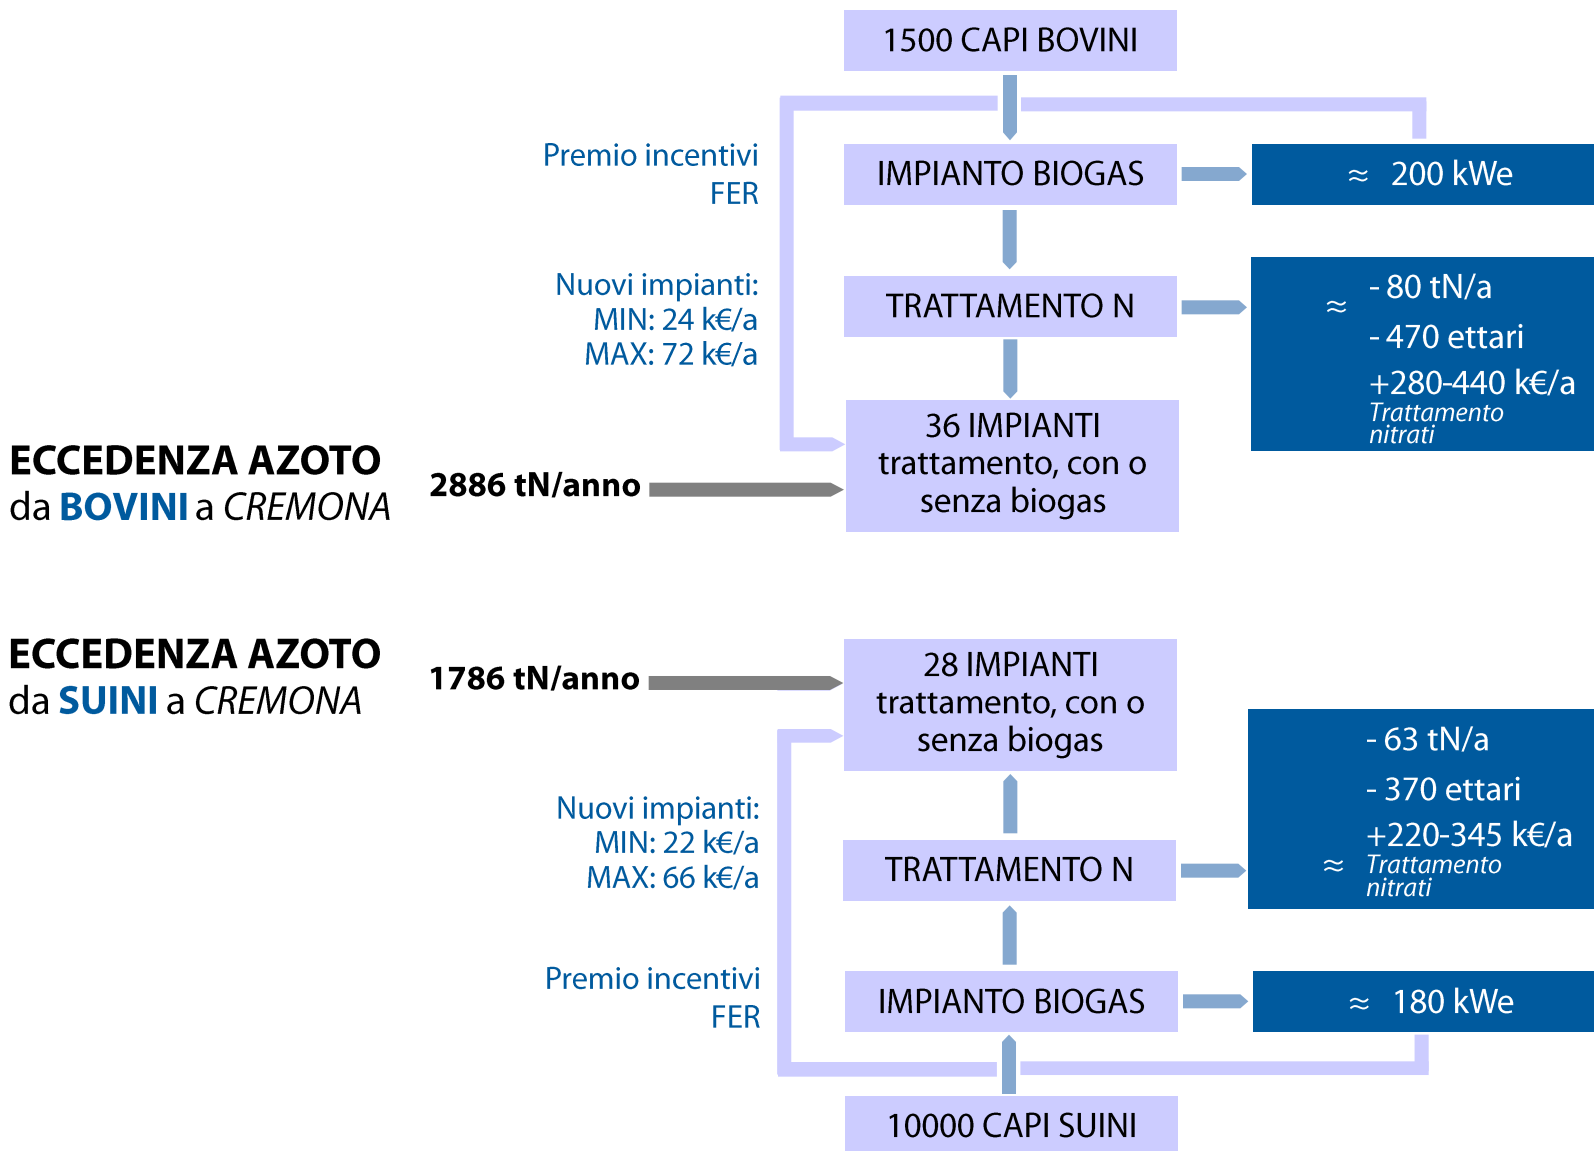 1500 CAPI BOVINI
Premio incentivi
FER
IMPIANTO BIOGAS
≈ 200 kWe
Nuovi impianti:
MIN: 24 k€/a
MAX: 72 k€/a
TRATTAMENTO N
≈
- 80 tN/a
- 470 ettari
+280-440 k€/a
Trattamento
nitrati
ECCEDENZA AZOTO
da BOVINI a CREMONA
2886 tN/anno
36 IMPIANTI
trattamento, con o
senza biogas
ECCEDENZA AZOTO
da SUINI a CREMONA
1786 tN/anno
28 IMPIANTI
trattamento, con o
senza biogas
Nuovi impianti:
MIN: 22 k€/a
MAX: 66 k€/a
TRATTAMENTO N
- 63 tN/a
- 370 ettari
+220-345 k€/a
≈
Trattamento
nitrati
Premio incentivi
FER
IMPIANTO BIOGAS
≈ 180 kWe
10000 CAPI SUINI